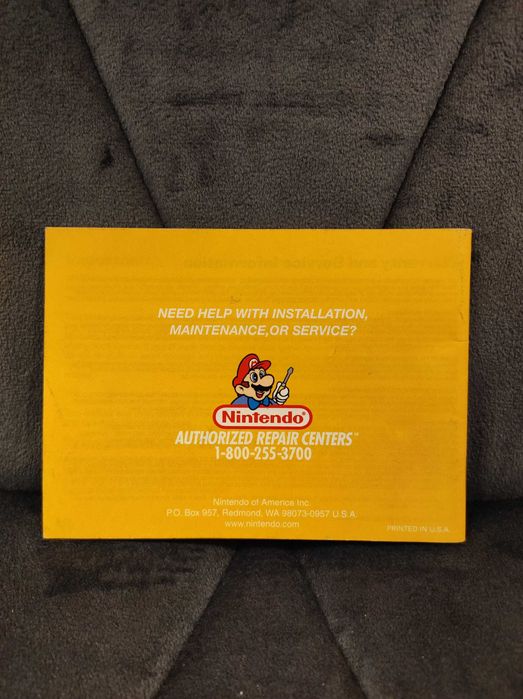 NEED HELP WITH INSTALLATION,
MAINTENANCE,OR SERVICE?
Nintendo®
AUTHORIZED REPAIR CENTERS™
1-800-255-3700
Nintendo of America Inc.
P.O. Box 957, Redmond, WA 98073-0957 U.S.A.
www.nintendo.com
PRINTED IN U.S.A.